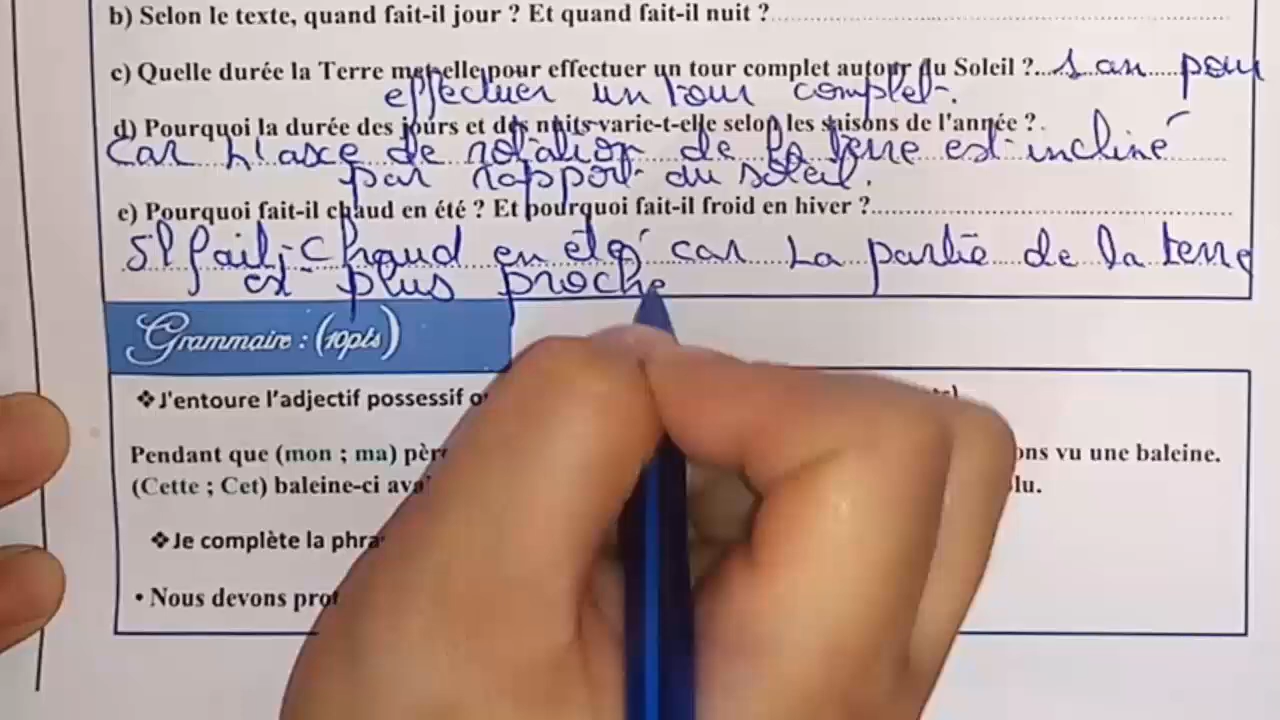 b) Selon le texte, quand fait-il jour ? Et quand fait-il nuit ?
c) Quelle durée la Terre met-elle pour effectuer un tour complet autour du Soleil ? 1 an pour
effectuer un tour complet.
d) Pourquoi la durée des jours et des nuits varie-t-elle selon les saisons de l'année ?
Car l'axe de rotation de la terre est incliné
par rapport du soleil.
e) Pourquoi fait-il chaud en été ? Et pourquoi fait-il froid en hiver ?
Il fait chaud en été car la partie de la terre
est plus proche
Grammaire : (10pts)
❖J'entoure l'adjectif possessif
Pendant que (mon ; ma) père ons vu une baleine.
(Cette ; Cet) baleine-ci lu.
❖Je complète la
• Nous devons